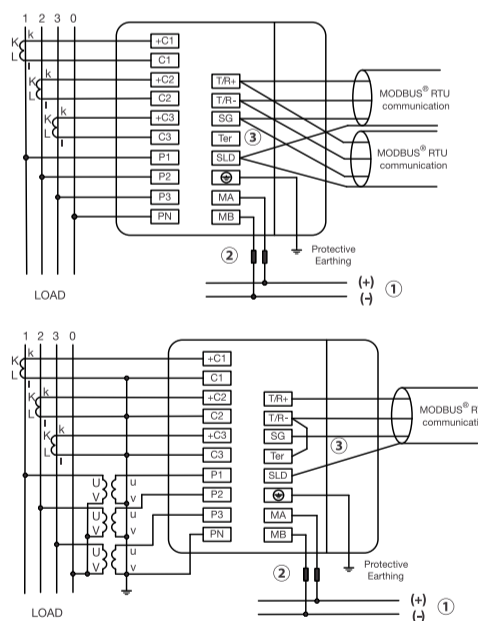 1 2 3 0
K k
L l
K k
L l
K k
L l
+C1
C1
+C2
C2
+C3
C3
P1
P2
P3
PN
T/R+
T/R-
SG
Ter ③
SLD
MA
MB
MODBUS® RTU
communication
MODBUS® RTU
communication
②
Protective
Earthing
(+)
(-)
①
LOAD
1 2 3 0
K k
L l
K k
L l
K k
L l
U u
V v
U u
V v
U u
V v
+C1
C1
+C2
C2
+C3
C3
P1
P2
P3
PN
T/R+
T/R-
SG
Ter
③
SLD
MA
MB
MODBUS® R
communicati
②
Protective
Earthing
(+)
(-)
①
LOAD